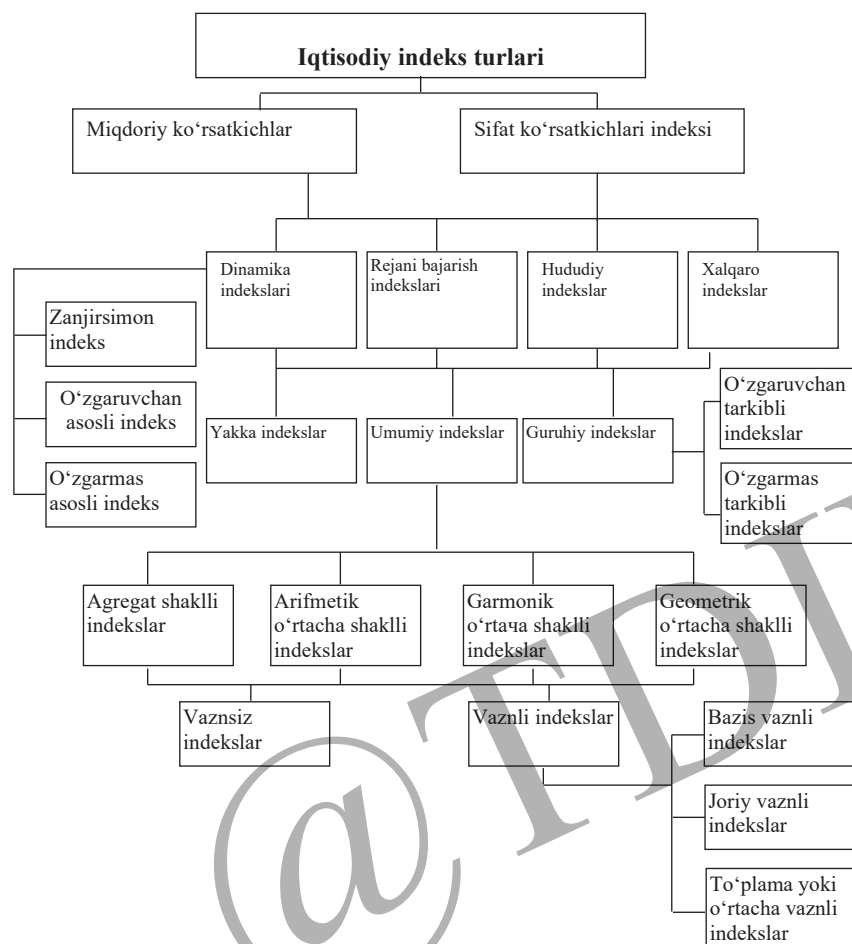 Iqtisodiy indeks turlari
Miqdoriy ko‘rsatkichlar
Sifat ko‘rsatkichlari indeksi
Dinamika
indekslari
Rejani bajarish
indekslari
Hududiy
indekslar
Xalqaro
indekslar
Zanjirsimon
indeks
O‘zgaruvchan
asosli indeks
O‘zgarmas
asosli indeks
Yakka indekslar
Umumiy indekslar
Guruhiy indekslar
O‘zgaruvchan
tarkibli
indekslar
O‘zgarmas
tarkibli
indekslar
Agregat shaklli
indekslar
Arifmetik
o‘rtacha shaklli
indekslar
Garmonik
o‘rtaча shaklli
indekslar
Geometrik
o‘rtacha shaklli
indekslar
Vaznsiz
indekslar
Vaznli indekslar
Bazis vaznli
indekslar
Joriy vaznli
indekslar
To‘plama yoki
o‘rtacha vaznli
indekslar